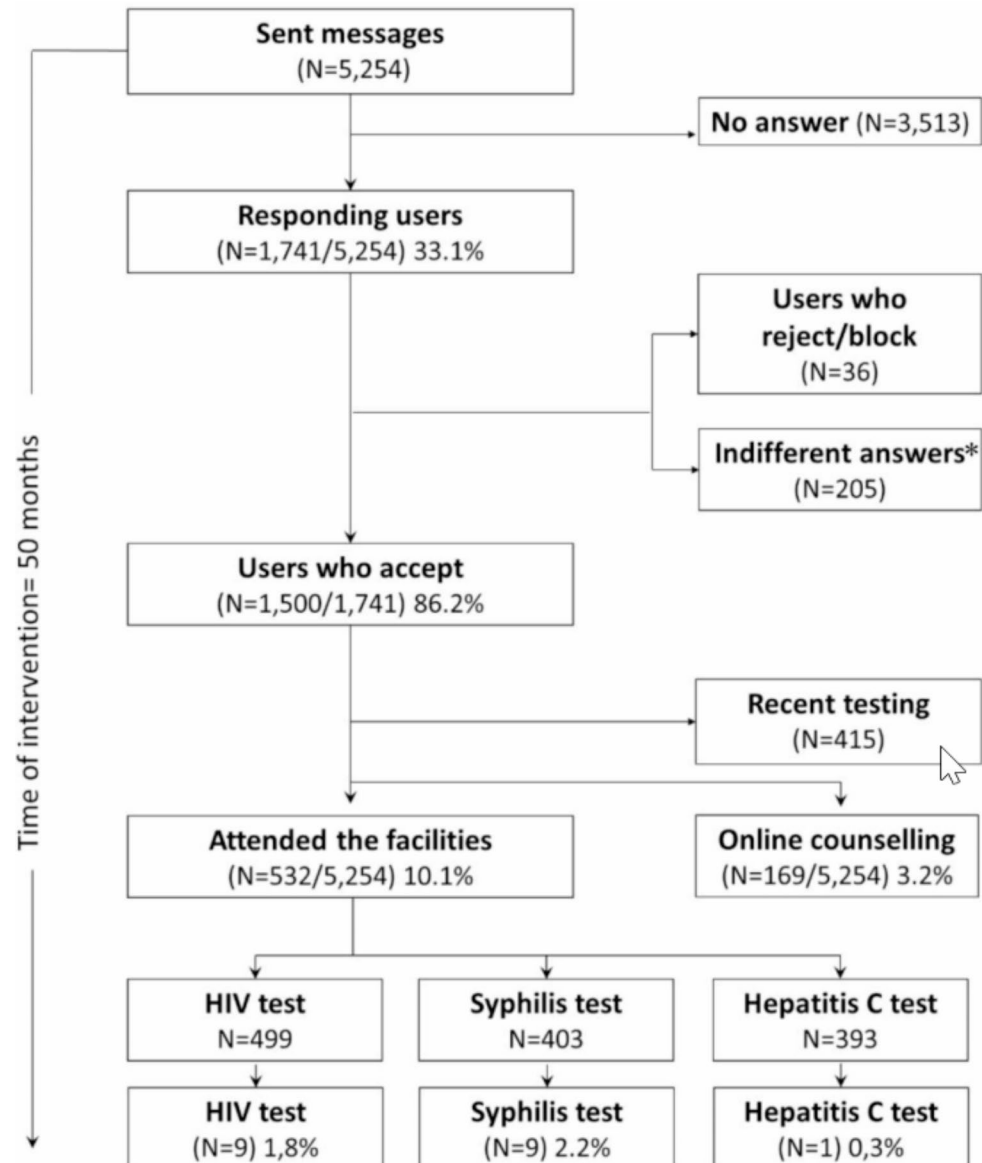 Sent messages
(N=5,254)
No answer (N=3,513)
Responding users
(N=1,741/5,254) 33.1%
Users who
reject/block
(N=36)
Indifferent answers*
(N=205)
Time of intervention= 50 months
Users who accept
(N=1,500/1,741) 86.2%
Recent testing
(N=415)
Attended the facilities
(N=532/5,254) 10.1%
Online counselling
(N=169/5,254) 3.2%
HIV test
N=499
Syphilis test
N=403
Hepatitis C test
N=393
HIV test
(N=9) 1,8%
Syphilis test
(N=9) 2.2%
Hepatitis C test
(N=1) 0,3%